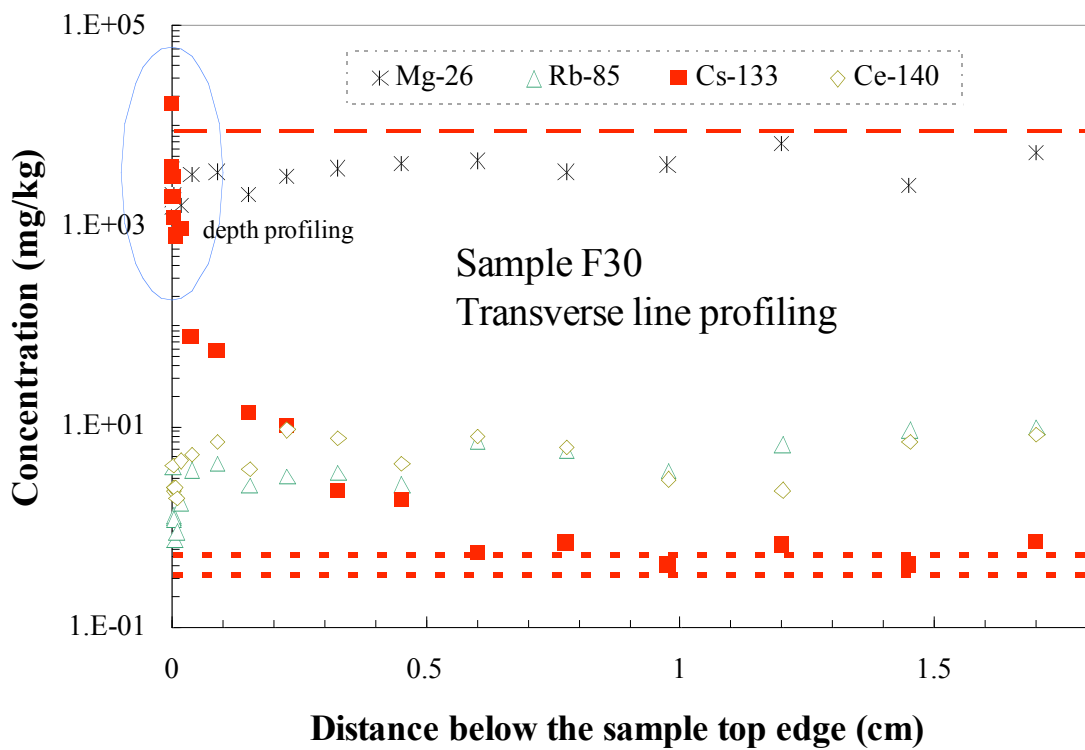 1.E+05
Mg-26 Rb-85 Cs-133 Ce-140
1.E+03
depth profiling
Sample F30
Transverse line profiling
Concentration (mg/kg)
1.E+01
1.E-01
0 0.5 1 1.5
Distance below the sample top edge (cm)